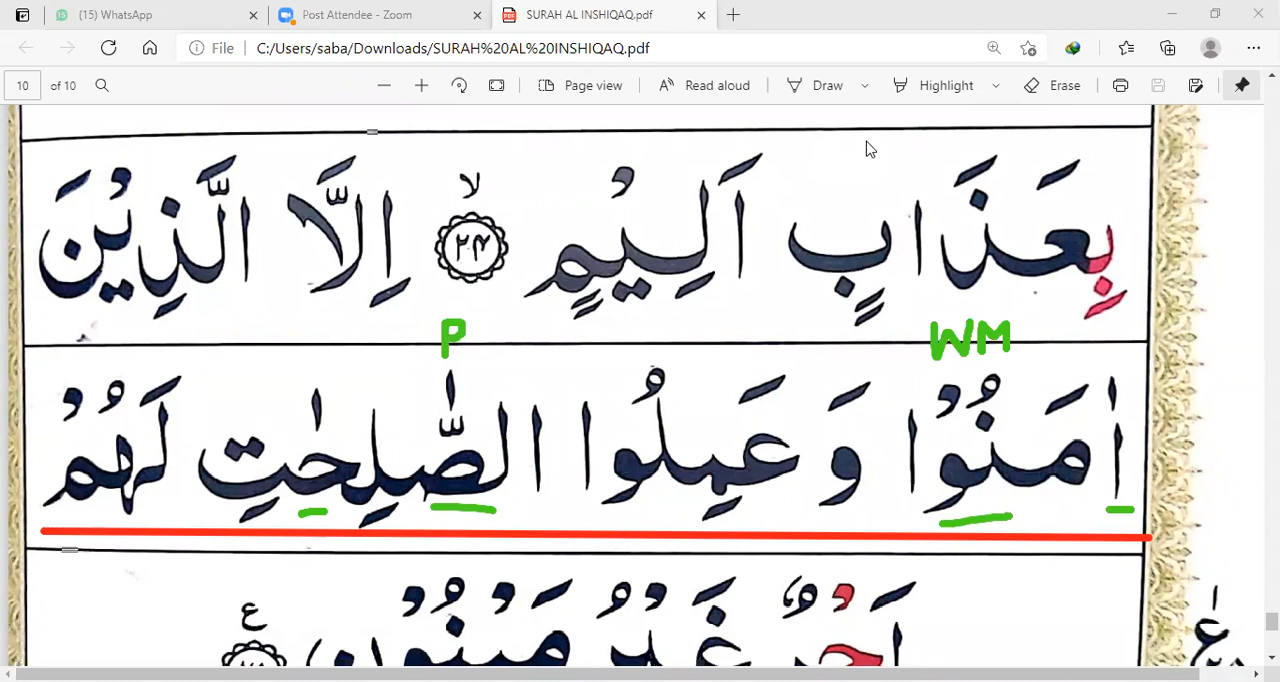 (15) WhatsApp
Post Attendee - Zoom
SURAH AL INSHIQAQ.pdf
File C:/Users/saba/Downloads/SURAH%20AL%20INSHIQAQ.pdf
10 of 10 Page view Read aloud Draw Highlight Erase
بِعَذَابٍ اَلِيْمٍ ۙ‏﴿۲۴﴾ اِلَّا الَّذِيْنَ
P WM
اٰمَنُوْا وَ عَمِلُوا الصّٰلِحٰتِ لَهُمْ
اَجْرٌ غَيْرُ مَمْنُوْنٍ
ع